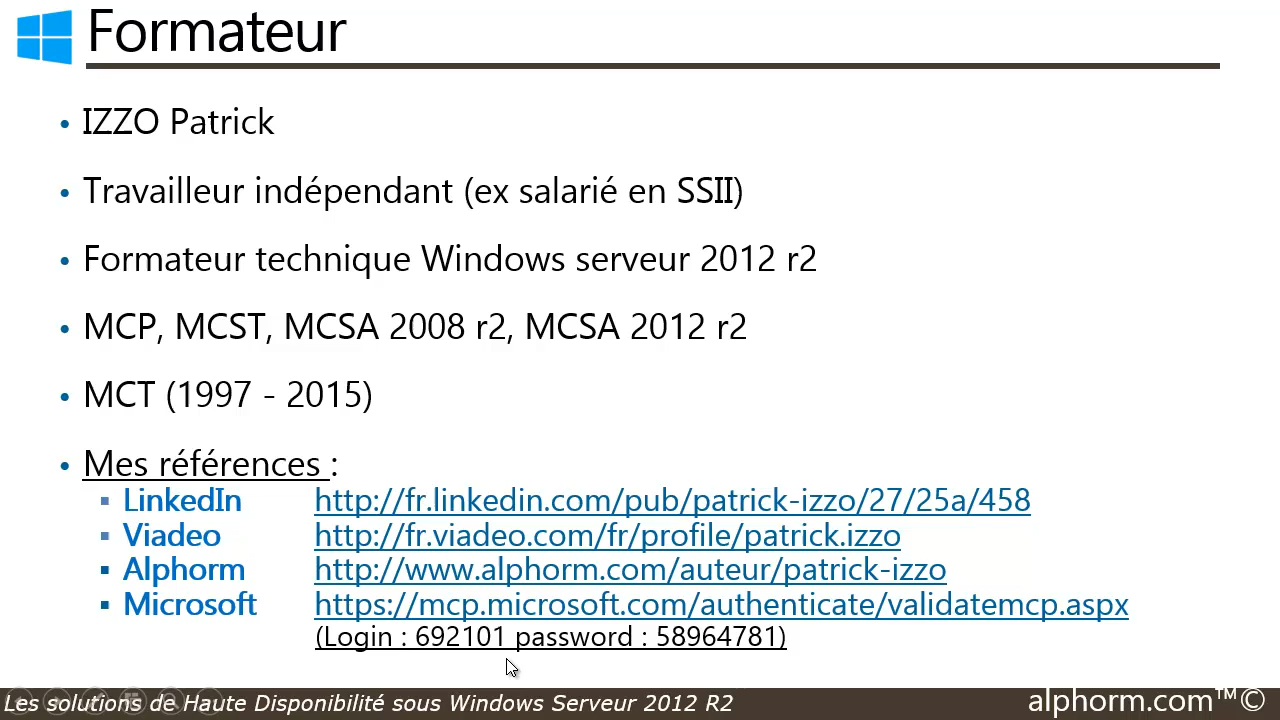 Formateur
• IZZO Patrick
• Travailleur indépendant (ex salarié en SSII)
• Formateur technique Windows serveur 2012 r2
• MCP, MCST, MCSA 2008 r2, MCSA 2012 r2
• MCT (1997 - 2015)
• Mes références :
▪ LinkedIn http://fr.linkedin.com/pub/patrick-izzo/27/25a/458
▪ Viadeo http://fr.viadeo.com/fr/profile/patrick.izzo
▪ Alphorm http://www.alphorm.com/auteur/patrick-izzo
▪ Microsoft https://mcp.microsoft.com/authenticate/validatemcp.aspx
(Login : 692101 password : 58964781)
Les solutions de Haute Disponibilité sous Windows Serveur 2012 R2 alphorm.com™©